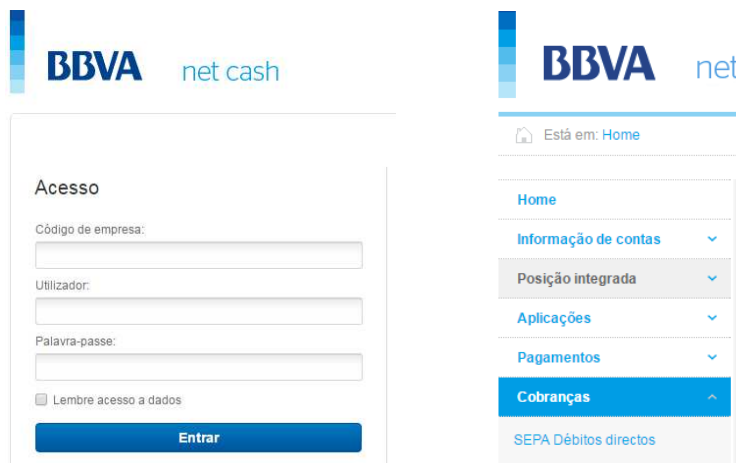 BBVA net cash
Acesso
Código de empresa:
Utilizador:
Palavra-passe:
Lembre acesso a dados
Entrar
BBVA net
Está em: Home
Home
Informação de contas
Posição integrada
Aplicações
Pagamentos
Cobranças
SEPA Débitos directos